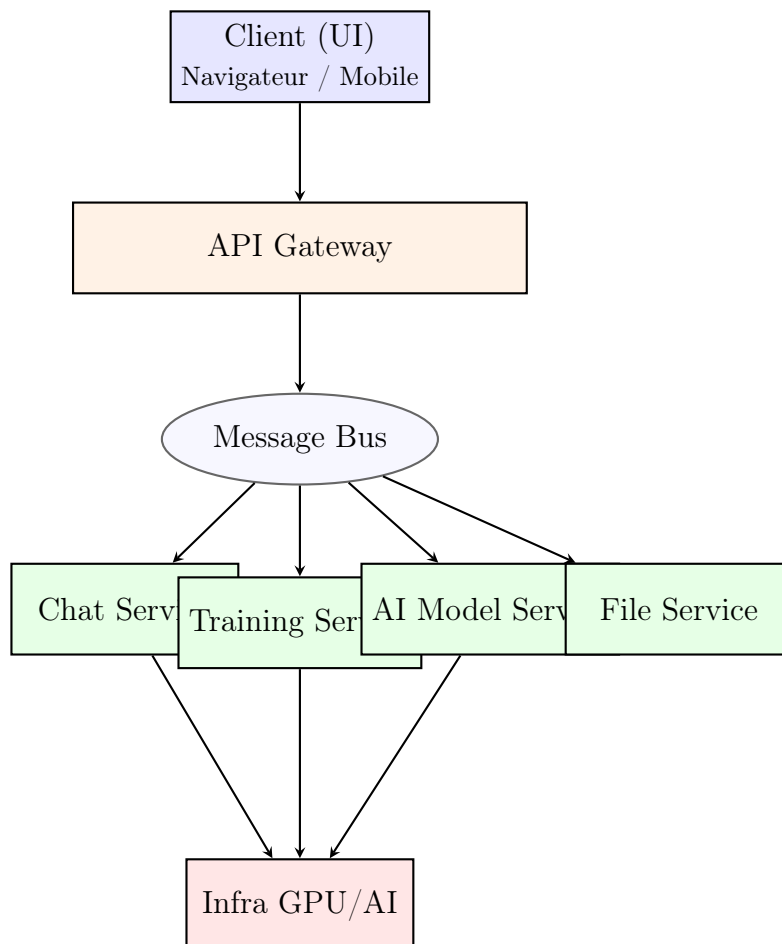 Client (UI)
Navigateur / Mobile
API Gateway
Message Bus
Chat Servi
Training Serv
AI Model Serv
File Service
Infra GPU/AI